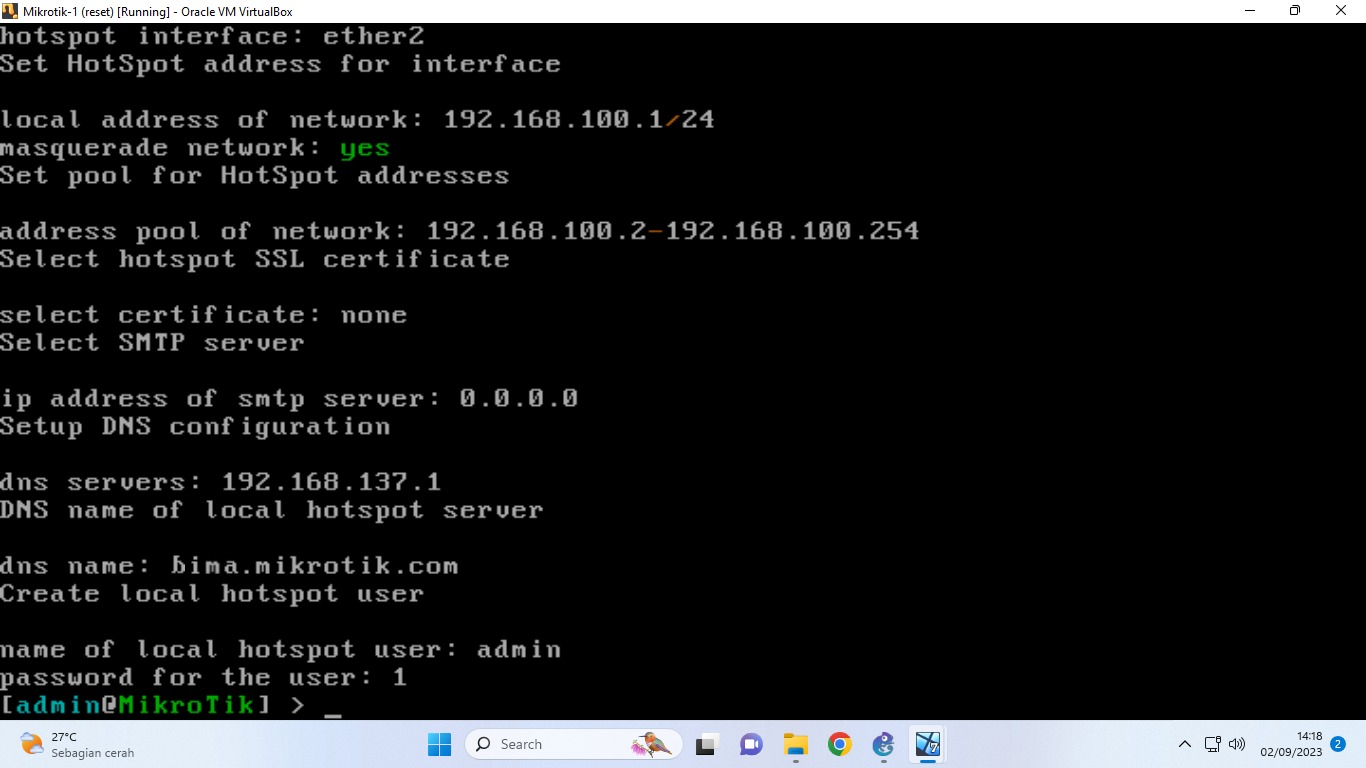 Mikrotik-1 (reset) [Running] - Oracle VM VirtualBox
hotspot interface: ether2
Set HotSpot address for interface
local address of network: 192.168.100.1/24
masquerade network: yes
Set pool for HotSpot addresses
address pool of network: 192.168.100.2-192.168.100.254
Select hotspot SSL certificate
select certificate: none
Select SMTP server
ip address of smtp server: 0.0.0.0
Setup DNS configuration
dns servers: 192.168.137.1
DNS name of local hotspot server
dns name: bima.mikrotik.com
Create local hotspot user
name of local hotspot user: admin
password for the user: 1
[admin@MikroTik] > _
27°C
Sebagian cerah
Search
7
14:18
02/09/2023
2